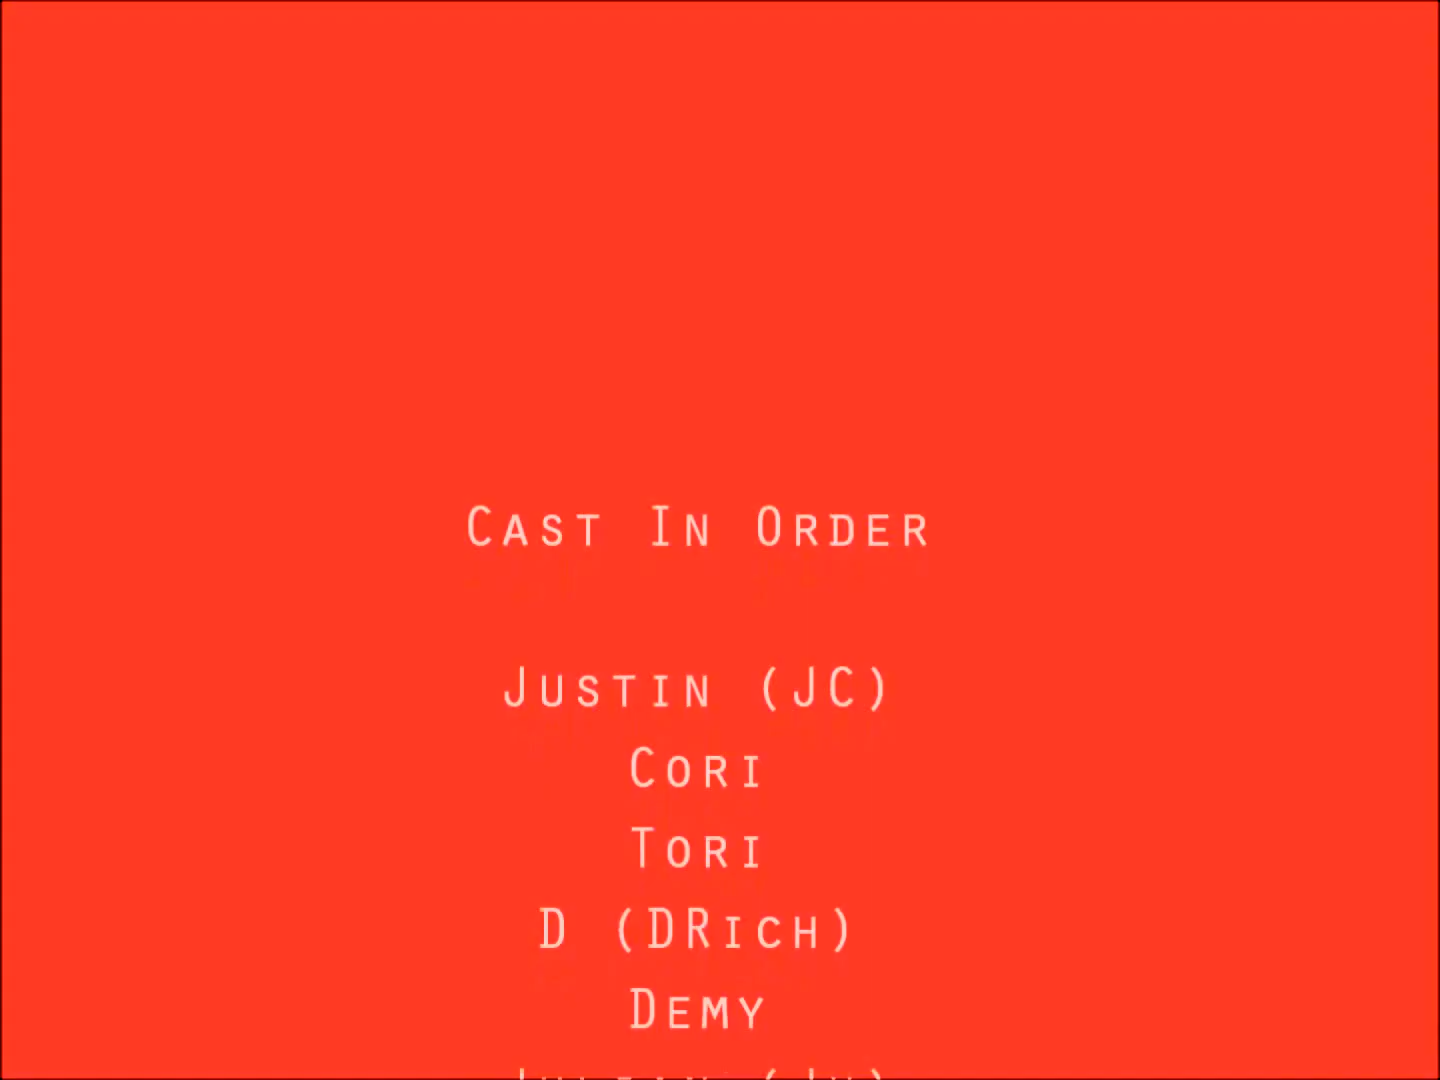 Cast In Order
Justin (JC)
Cori
Tori
D (DRich)
Demy